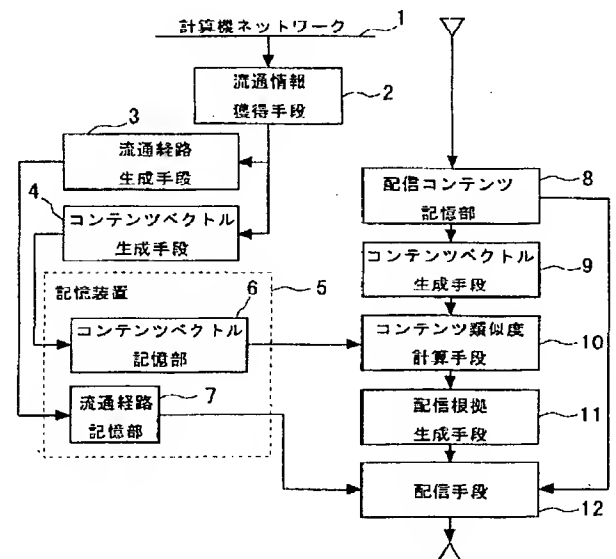 計算機ネットワーク
1
流通情報
獲得手段
2
3
流通経路
生成手段
4
コンテンツベクトル
生成手段
記憶装置
5
6
コンテンツベクトル
記憶部
流通経路
記憶部
7
配信コンテンツ
記憶部
8
コンテンツベクトル
生成手段
9
コンテンツ類似度
計算手段
10
配信根拠
生成手段
11
配信手段
12